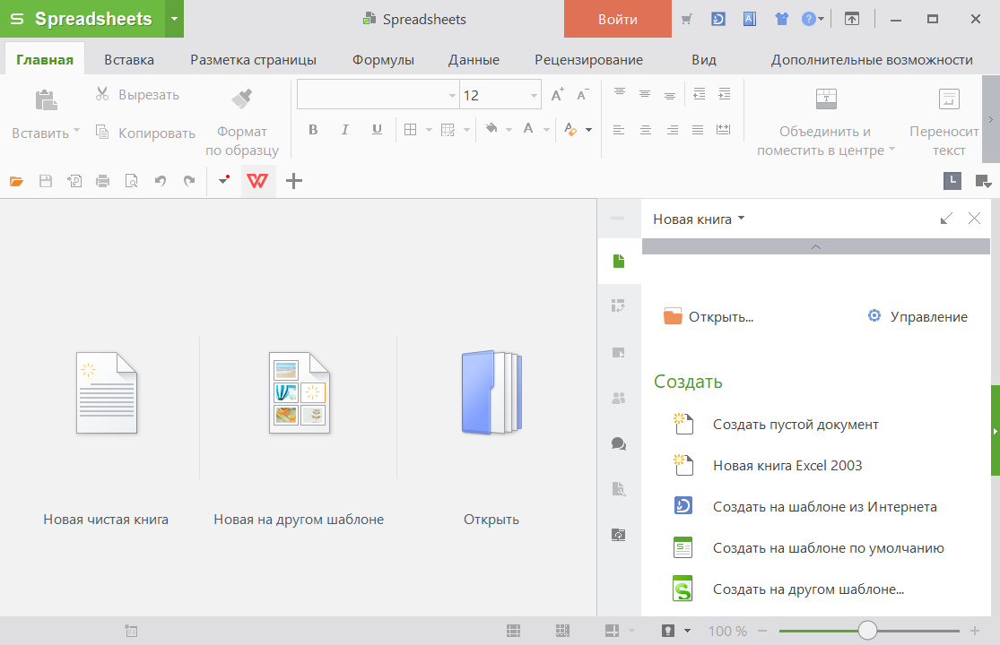 Spreadsheets
Spreadsheets
Войти
Главная
Вставка
Разметка страницы
Формулы
Данные
Рецензирование
Вид
Дополнительные возможности
Вставить
Вырезать
Копировать
Формат
по образцу
12
A+
A-
B
I
U
A
Объединить и
поместить в центре
Переносит
текст
Новая книга
Открыть...
Управление
Создать
Создать пустой документ
Новая книга Excel 2003
Создать на шаблоне из Интернета
Создать на шаблоне по умолчанию
Создать на другом шаблоне...
Новая чистая книга
Новая на другом шаблоне
Открыть
100 %